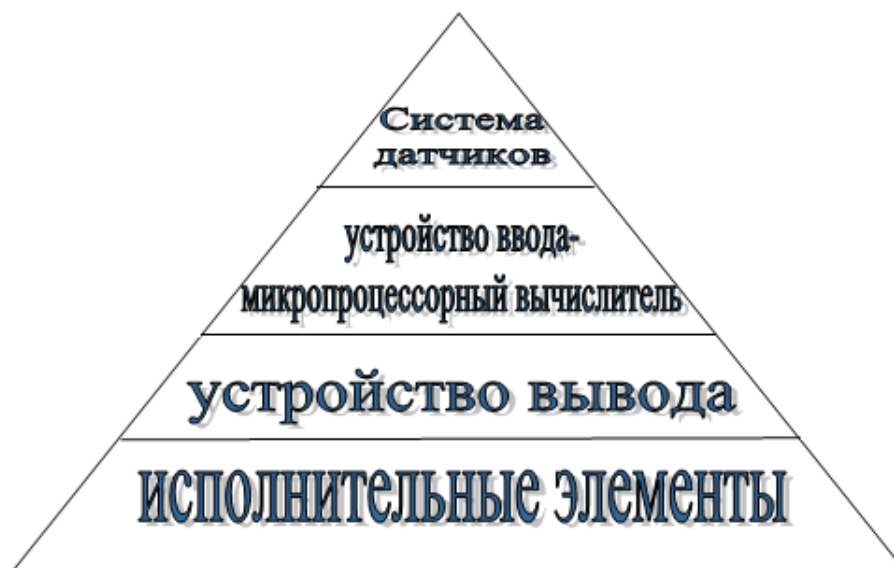 Система
датчиков
устройство ввода-
микропроцессорный вычислитель
устройство вывода
исполнительные элементы